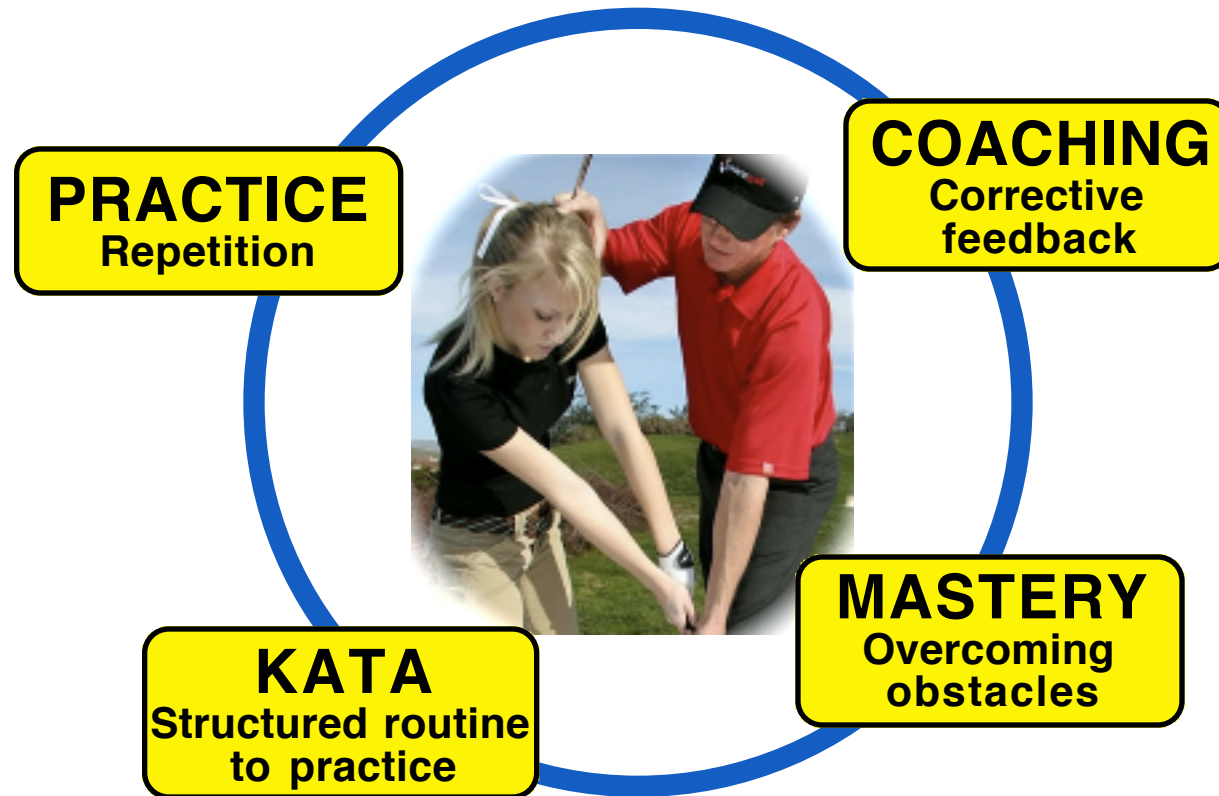 PRACTICE
Repetition
COACHING
Corrective
feedback
KATA
Structured routine
to practice
MASTERY
Overcoming
obstacles